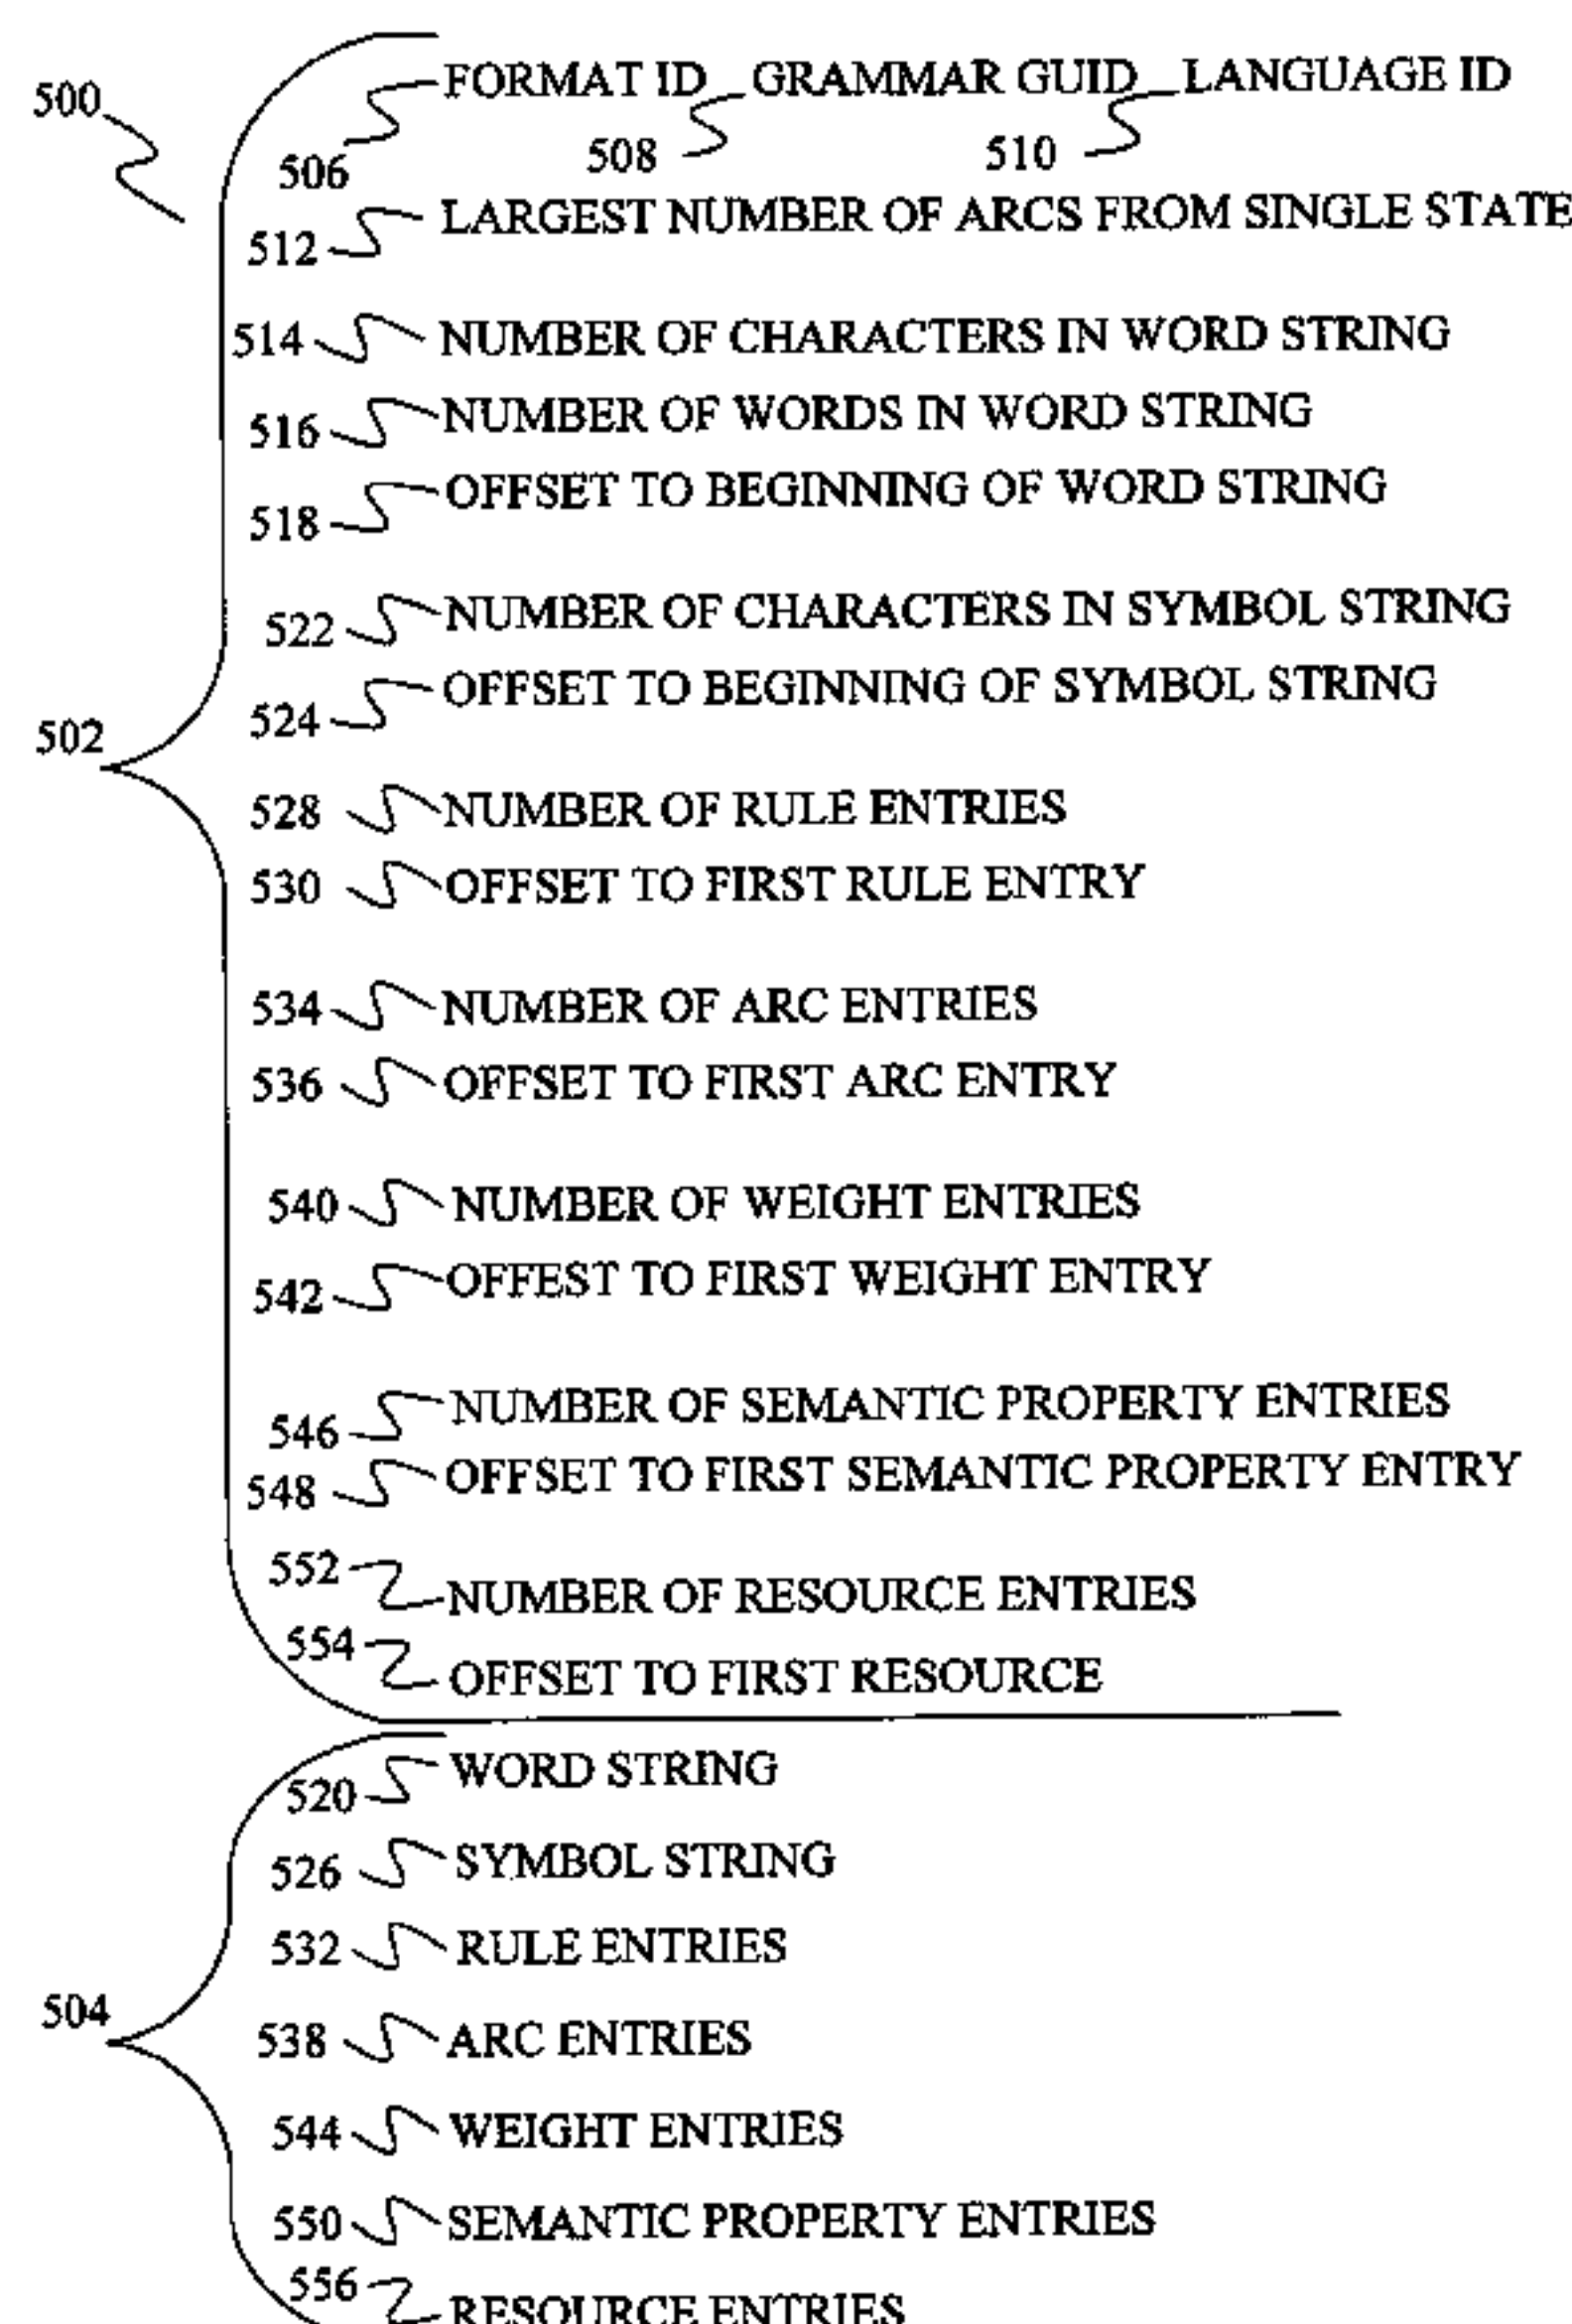 500 FORMAT ID GRAMMAR GUID LANGUAGE ID
506 508 510
512 LARGEST NUMBER OF ARCS FROM SINGLE STATE
514 NUMBER OF CHARACTERS IN WORD STRING
516 NUMBER OF WORDS IN WORD STRING
518 OFFSET TO BEGINNING OF WORD STRING
522 NUMBER OF CHARACTERS IN SYMBOL STRING
524 OFFSET TO BEGINNING OF SYMBOL STRING
502
528 NUMBER OF RULE ENTRIES
530 OFFSET TO FIRST RULE ENTRY
534 NUMBER OF ARC ENTRIES
536 OFFSET TO FIRST ARC ENTRY
540 NUMBER OF WEIGHT ENTRIES
542 OFFEST TO FIRST WEIGHT ENTRY
546 NUMBER OF SEMANTIC PROPERTY ENTRIES
548 OFFSET TO FIRST SEMANTIC PROPERTY ENTRY
552 NUMBER OF RESOURCE ENTRIES
554 OFFSET TO FIRST RESOURCE
520 WORD STRING
526 SYMBOL STRING
532 RULE ENTRIES
504
538 ARC ENTRIES
544 WEIGHT ENTRIES
550 SEMANTIC PROPERTY ENTRIES
556 RESOURCE ENTRIES